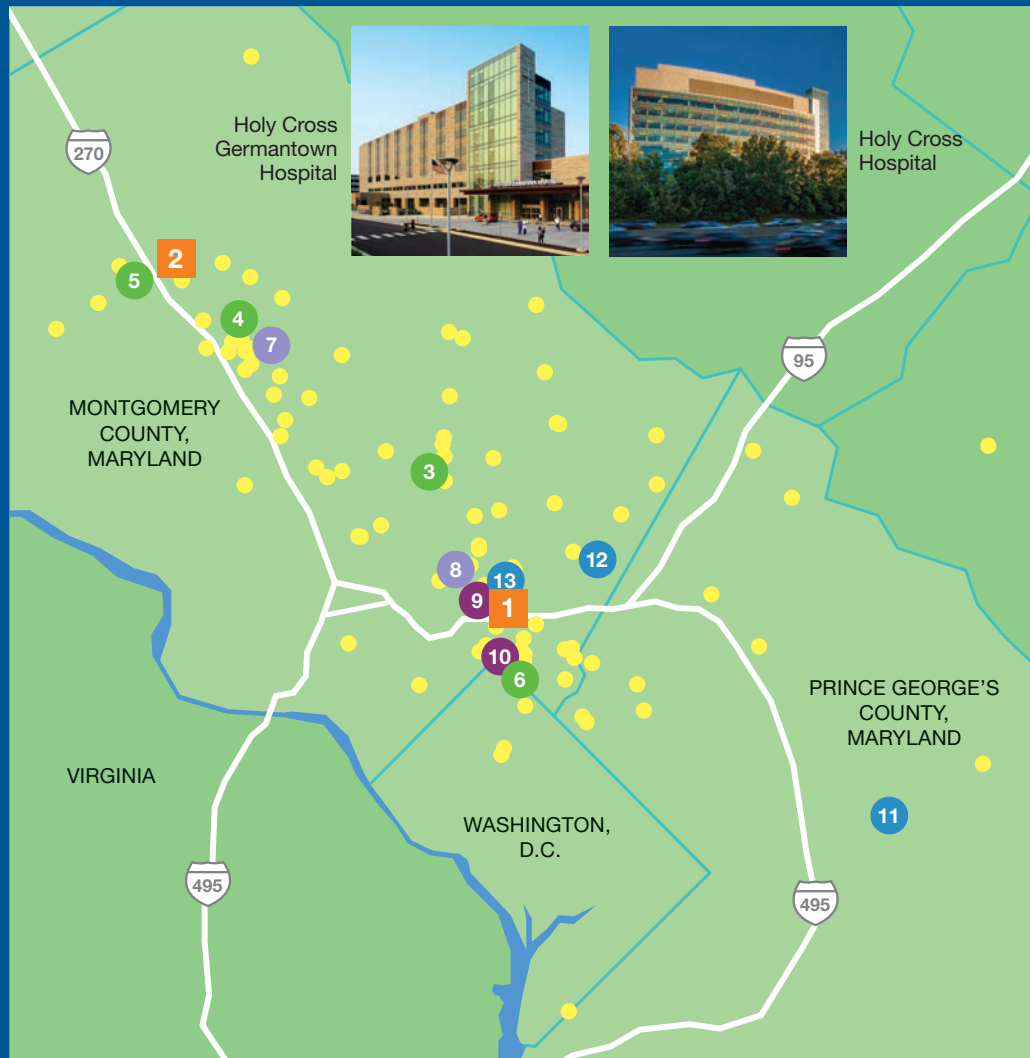 Holy Cross
Germantown
Hospital
Holy Cross
Hospital
270
2
5
4
7
95
MONTGOMERY
COUNTY,
MARYLAND
3
12
8
13
9
1
10
6
PRINCE GEORGE'S
COUNTY,
MARYLAND
VIRGINIA
11
WASHINGTON,
D.C.
495
495